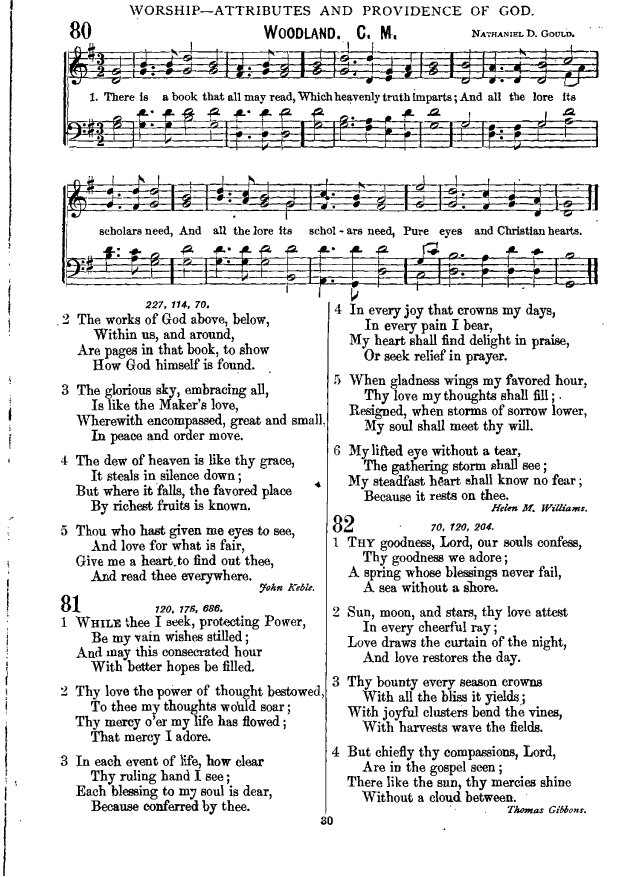 WORSHIP—ATTRIBUTES AND PROVIDENCE OF GOD.
80 WOODLAND. C. M. NATHANIEL D. GOULD.
1. There is a book that all may read, Which heavenly truth imparts; And all the lore its
scholars need, And all the lore its schol-ars need, Pure eyes and Christian hearts.
227, 114, 70.
2 The works of God above, below,
Within us, and around,
Are pages in that book, to show
How God himself is found.
3 The glorious sky, embracing all,
Is like the Maker's love,
Wherewith encompassed, great and small,
In peace and order move.
4 The dew of heaven is like thy grace,
It steals in silence down;
But where it falls, the favored place
By richest fruits is known.
5 Thou who hast given me eyes to see,
And love for what is fair,
Give me a heart to find out thee,
And read thee everywhere.
John Keble.
81 120, 175, 686.
1 WHILE thee I seek, protecting Power,
Be my vain wishes stilled;
And may this consecrated hour
With better hopes be filled.
2 Thy love the power of thought bestowed,
To thee my thoughts would soar;
Thy mercy o'er my life has flowed;
That mercy I adore.
3 In each event of life, how clear
Thy ruling hand I see;
Each blessing to my soul is dear,
Because conferred by thee.
4 In every joy that crowns my days,
In every pain I bear,
My heart shall find delight in praise,
Or seek relief in prayer.
5 When gladness wings my favored hour,
Thy love my thoughts shall fill;
Resigned, when storms of sorrow lower,
My soul shall meet thy will.
6 My lifted eye without a tear,
The gathering storm shall see;
My steadfast heart shall know no fear;
Because it rests on thee.
Helen M. Williams.
82 70, 120, 204.
1 THY goodness, Lord, our souls confess,
Thy goodness we adore;
A spring whose blessings never fail,
A sea without a shore.
2 Sun, moon, and stars, thy love attest
In every cheerful ray;
Love draws the curtain of the night,
And love restores the day.
3 Thy bounty every season crowns
With all the bliss it yields;
With joyful clusters bend the vines,
With harvests wave the fields.
4 But chiefly thy compassions, Lord,
Are in the gospel seen;
There like the sun, thy mercies shine
Without a cloud between.
Thomas Gibbons.
30